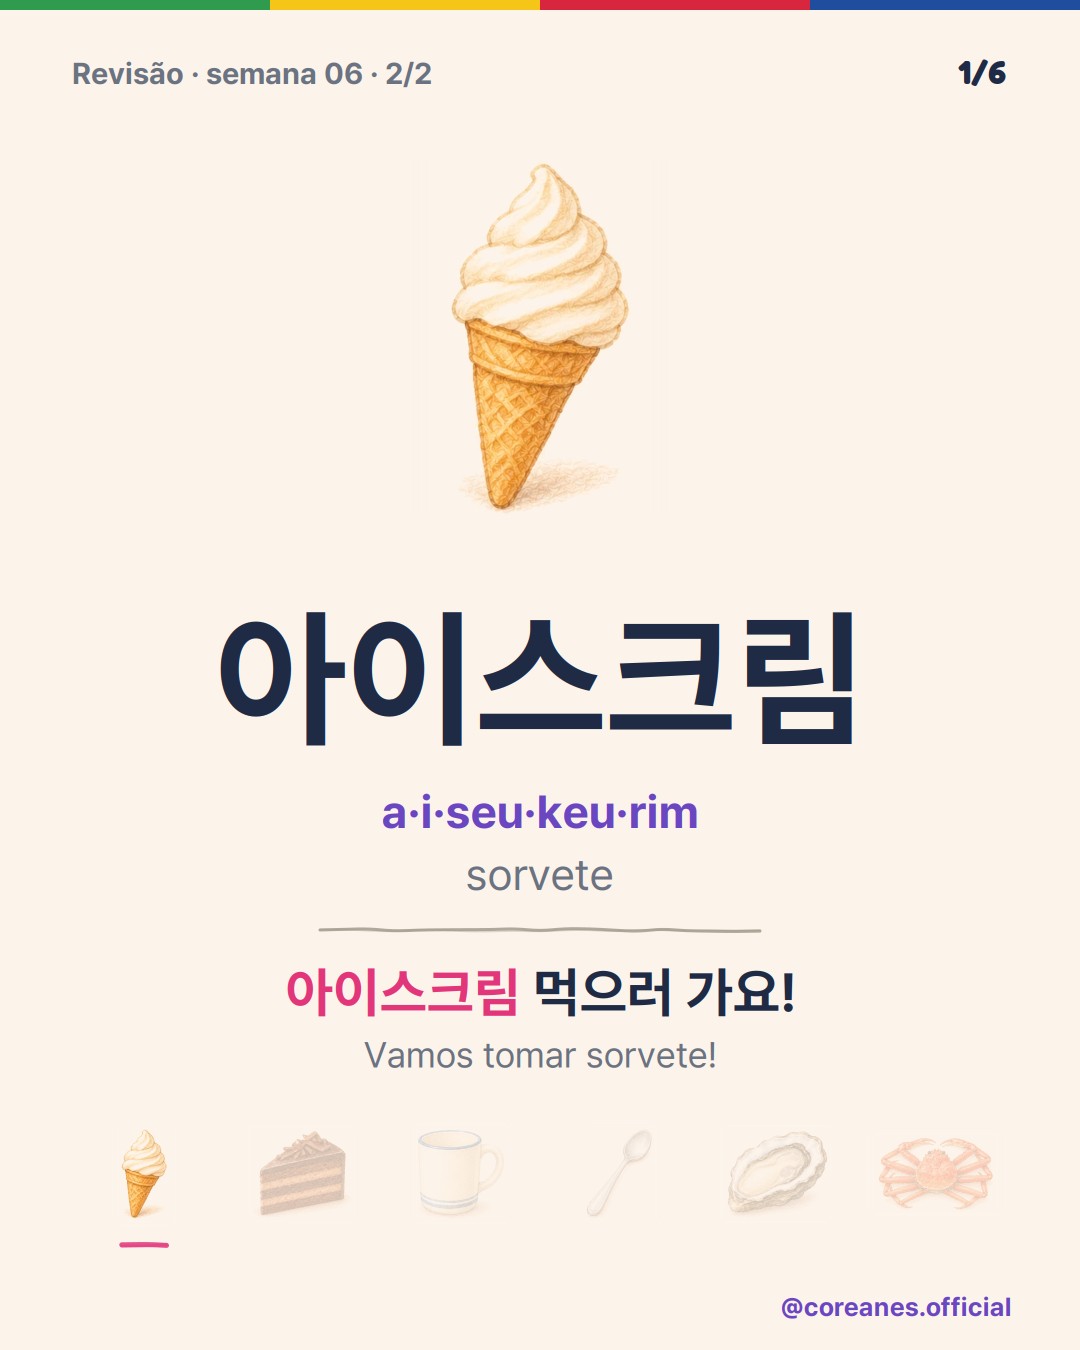 Revisão · semana 06 · 2/2
1/6
아이스크림
a·i·seu·keu·rim
sorvete
아이스크림 먹으러 가요!
Vamos tomar sorvete!
@coreanes.official